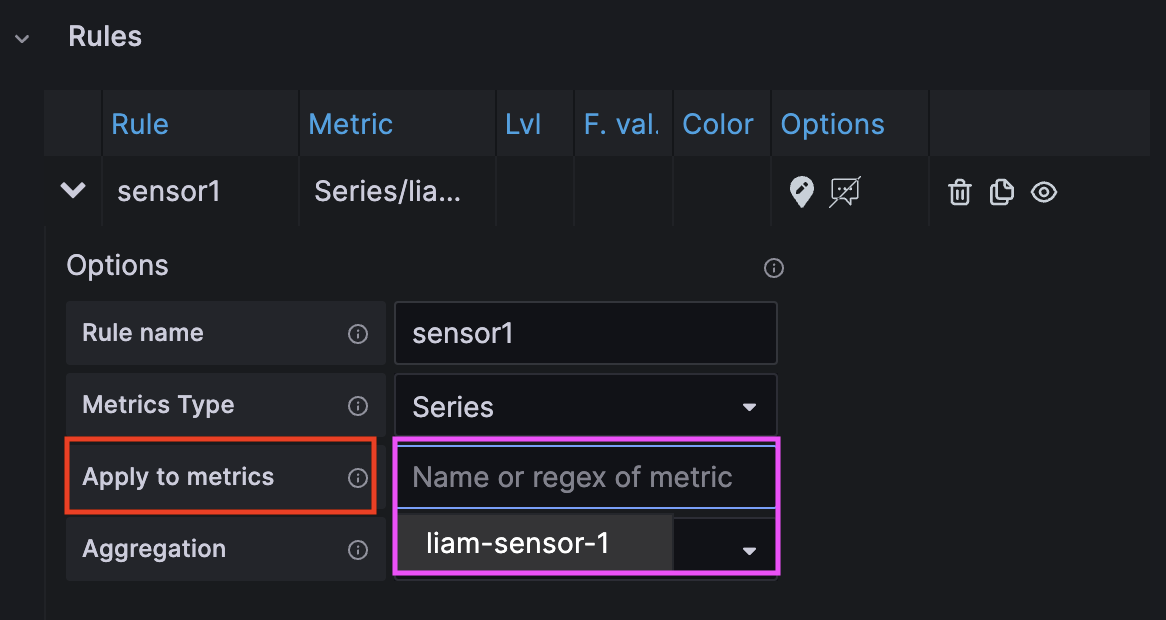 Rules
Rule Metric Lvl F. val. Color Options
sensor1 Series/lia...
Options
Rule name sensor1
Metrics Type Series
Apply to metrics Name or regex of metric
liam-sensor-1
Aggregation